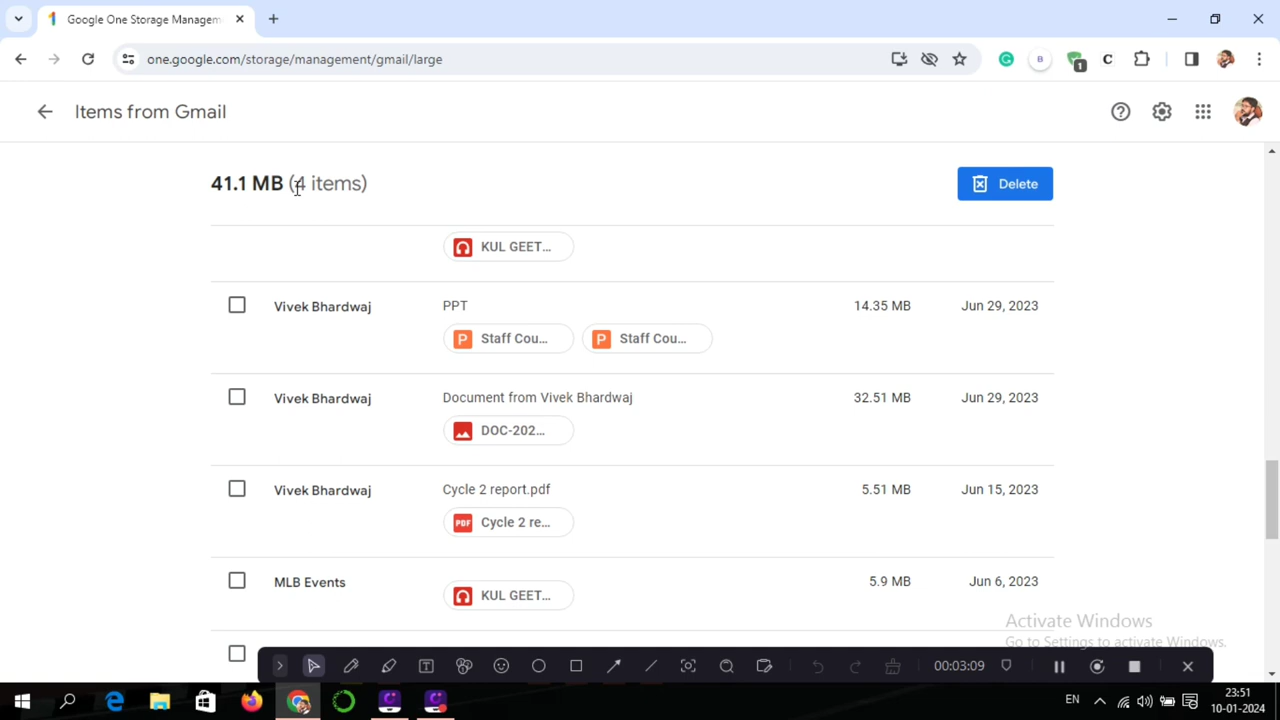 Google One Storage Managem
one.google.com/storage/management/gmail/large
B
1
C
Items from Gmail
41.1 MB (4 items)
Delete
KUL GEET...
Vivek Bhardwaj PPT 14.35 MB Jun 29, 2023
P Staff Cou... P Staff Cou...
Vivek Bhardwaj Document from Vivek Bhardwaj 32.51 MB Jun 29, 2023
DOC-202...
Vivek Bhardwaj Cycle 2 report.pdf 5.51 MB Jun 15, 2023
PDF Cycle 2 re...
MLB Events 5.9 MB Jun 6, 2023
KUL GEET...
Activate Windows
Go to Settings to activate Windows.
T 00:03:09
EN 23:51
10-01-2024